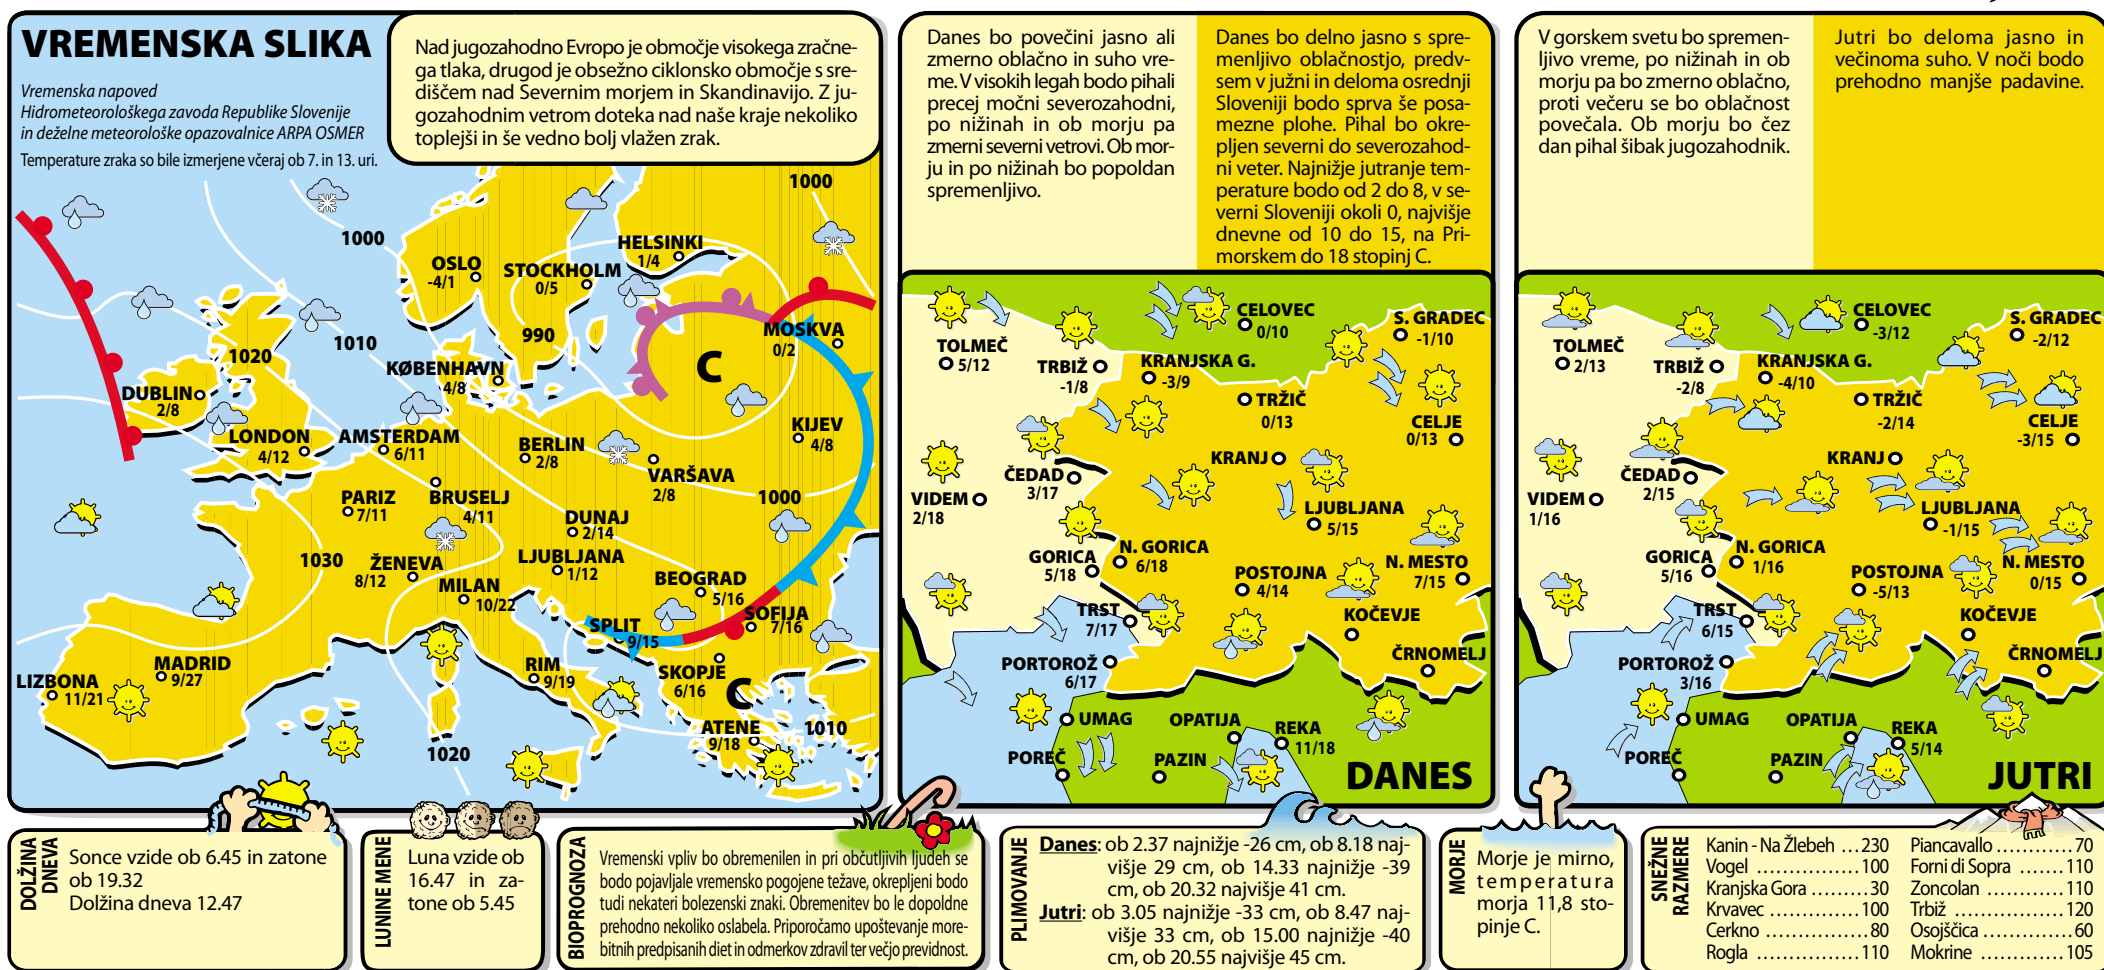 VREMENSKA SLIKA
Vremenska napoved
Hidrometeorološkega zavoda Republike Slovenije
in deželne meteorološke opazovalnice ARPA OSMER
Temperature zraka so bile izmerjene včeraj ob 7. in 13. uri.
Nad jugozahodno Evropo je območje visokega zračne-
ga tlaka, drugod je obsežno ciklonsko območje s sre-
diščem nad Severnim morjem in Skandinavijo. Z ju-
gozahodnim vetrom doteka nad naše kraje nekoliko
toplejši in še vedno bolj vlažen zrak.
1000
1000
HELSINKI
1/4
OSLO
-4/1
STOCKHOLM
0/5
990
MOSKVA
0/2
1010
1020
KØBENHAVN
4/8
C
DUBLIN
2/8
LONDON
4/12
AMSTERDAM
6/11
BERLIN
2/8
KIJEV
4/8
VARŠAVA
2/8
PARIZ
7/11
BRUSELJ
4/11
1000
DUNAJ
2/14
1030
ŽENEVA
8/12
LJUBLJANA
1/12
MILAN
10/22
BEOGRAD
5/16
SPLIT
9/15
SOFIJA
7/16
MADRID
9/27
LIZBONA
11/21
RIM
9/19
SKOPJE
6/16
C
ATENE
9/18
1010
1020
Danes bo povečini jasno ali
zmerno oblačno in suho vre-
me. V visokih legah bodo pihali
precej močni severozahodni,
po nižinah in ob morju pa
zmerni severni vetrovi. Ob mor-
ju in po nižinah bo popoldan
spremenljivo.
Danes bo delno jasno s spre-
menljivo oblačnostjo, predv-
sem v južni in deloma osrednji
Sloveniji bodo sprva še posa-
mezne plohe. Pihal bo okre-
pljen severni do severozahod-
ni veter. Najnižje jutranje tem-
perature bodo od 2 do 8, v se-
verni Sloveniji okoli 0, najvišje
dnevne od 10 do 15, na Pri-
morskem do 18 stopinj C.
CELOVEC
0/10
S. GRADEC
-1/10
TOLMEČ
5/12
TRBIŽ
-1/8
KRANJSKA G.
-3/9
TRŽIČ
0/13
CELJE
0/13
KRANJ
ČEDAD
3/17
VIDEM
2/18
LJUBLJANA
5/15
GORICA
5/18
N. GORICA
6/18
POSTOJNA
4/14
N. MESTO
7/15
TRST
7/17
KOČEVJE
PORTOROŽ
6/17
ČRNOMELJ
UMAG
OPATIJA
REKA
11/18
POREČ
PAZIN
DANES
V gorskem svetu bo spremen-
ljivo vreme, po nižinah in ob
morju pa bo zmerno oblačno,
proti večeru se bo oblačnost
povečala. Ob morju bo čez
dan pihal šibak jugozahodnik.
Jutri bo deloma jasno in
večinoma suho. V noči bodo
prehodno manjše padavine.
CELOVEC
-3/12
S. GRADEC
-2/12
TOLMEČ
2/13
TRBIŽ
-2/8
KRANJSKA G.
-4/10
TRŽIČ
-2/14
CELJE
-3/15
KRANJ
ČEDAD
2/15
VIDEM
1/16
LJUBLJANA
-1/15
GORICA
5/16
N. GORICA
1/16
POSTOJNA
-5/13
N. MESTO
0/15
TRST
6/15
KOČEVJE
PORTOROŽ
3/16
ČRNOMELJ
UMAG
OPATIJA
REKA
5/14
POREČ
PAZIN
JUTRI
DOLŽINA
DNEVA
Sonce vzide ob 6.45 in zatone
ob 19.32
Dolžina dneva 12.47
LUNINE MENE
Luna vzide ob
16.47 in za-
tone ob 5.45
BIOPROGNOZA
Vremenski vpliv bo obremenilen in pri občutljivih ljudeh se
bodo pojavljale vremensko pogojene težave, okrepljeni bodo
tudi nekateri bolezenski znaki. Obremenitev bo le dopoldne
prehodno nekoliko oslabela. Priporočamo upoštevanje more-
bitnih predpisanih diet in odmerkov zdravil ter večjo previdnost.
PLIMOVANJE
Danes: ob 2.37 najnižje -26 cm, ob 8.18 naj-
višje 29 cm, ob 14.33 najnižje -39
cm, ob 20.32 najvišje 41 cm.
Jutri: ob 3.05 najnižje -33 cm, ob 8.47 naj-
višje 33 cm, ob 15.00 najnižje -40
cm, ob 20.55 najvišje 45 cm.
MORJE
Morje je mirno,
temperatura
morja 11,8 sto-
pinje C.
SNEŽNE
RAZMERE
Kanin - Na Žlebeh ...230
Vogel ...................100
Kranjska Gora .........30
Krvavec ...............100
Cerkno .................80
Rogla ..................110
Piancavallo ............70
Forni di Sopra .......110
Zoncolan .............110
Trbiž ..................120
Osojščica ..............60
Mokrine ..............105